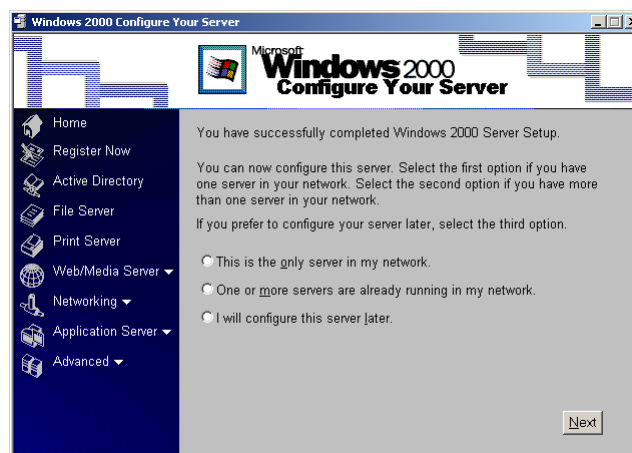 Windows 2000 Configure Your Server
Microsoft
Windows 2000
Configure Your Server
Home
Register Now
Active Directory
File Server
Print Server
Web/Media Server
Networking
Application Server
Advanced
You have successfully completed Windows 2000 Server Setup.
You can now configure this server. Select the first option if you have
one server in your network. Select the second option if you have more
than one server in your network.
If you prefer to configure your server later, select the third option.
This is the only server in my network.
One or more servers are already running in my network.
I will configure this server later.
Next